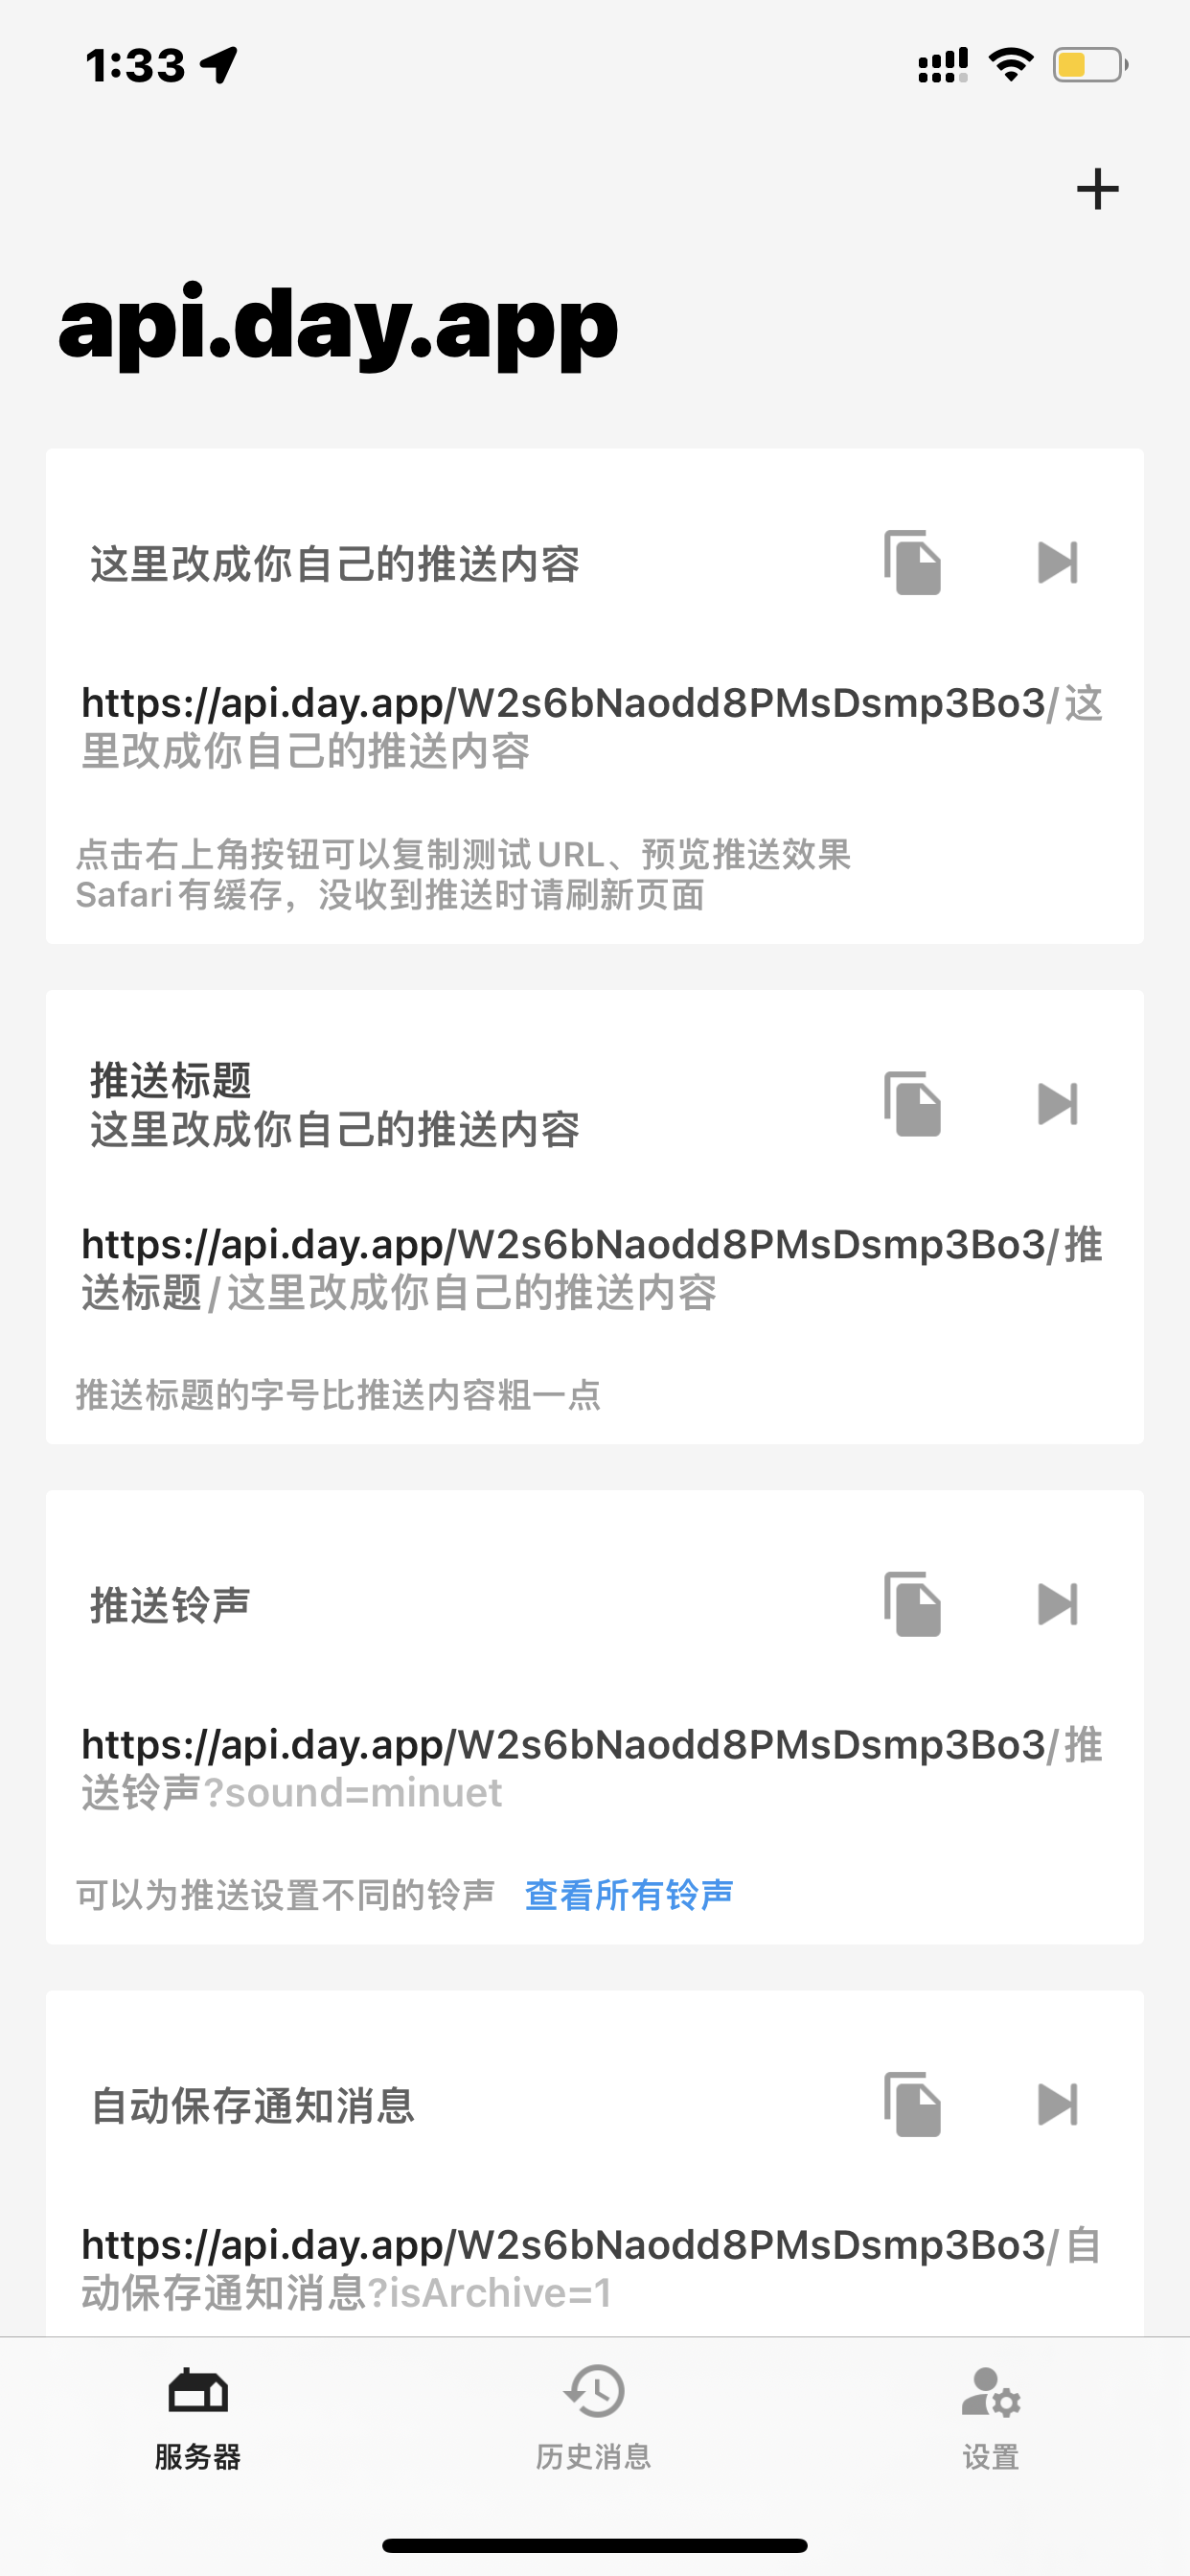 1:33
api.day.app
这里改成你自己的推送内容
https://api.day.app/W2s6bNaodd8PMsDsmp3Bo3/这
里改成你自己的推送内容
点击右上角按钮可以复制测试URL、预览推送效果
Safari有缓存，没收到推送时请刷新页面
推送标题
这里改成你自己的推送内容
https://api.day.app/W2s6bNaodd8PMsDsmp3Bo3/推
送标题/这里改成你自己的推送内容
推送标题的字号比推送内容粗一点
推送铃声
https://api.day.app/W2s6bNaodd8PMsDsmp3Bo3/推
送铃声?sound=minuet
可以为推送设置不同的铃声 查看所有铃声
自动保存通知消息
https://api.day.app/W2s6bNaodd8PMsDsmp3Bo3/自
动保存通知消息?isArchive=1
服务器 历史消息 设置